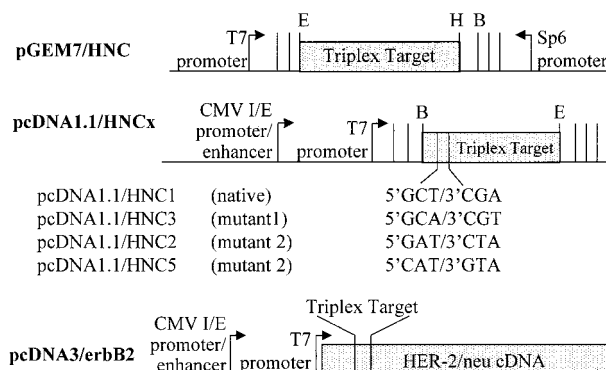 E H B
T7 Sp6
pGEM7/HNC promoter Triplex Target promoter
CMV I/E
pcDNA1.1/HNCx promoter/ T7 B E
enhancer promoter Triplex Target
pcDNA1.1/HNC1 (native) 5'GCT/3'CGA
pcDNA1.1/HNC3 (mutant1) 5'GCA/3'CGT
pcDNA1.1/HNC2 (mutant 2) 5'GAT/3'CTA
pcDNA1.1/HNC5 (mutant 2) 5'CAT/3'GTA
Triplex Target
CMV I/E T7
pcDNA3/erbB2 promoter/
enhancer promoter HER-2/neu cDNA